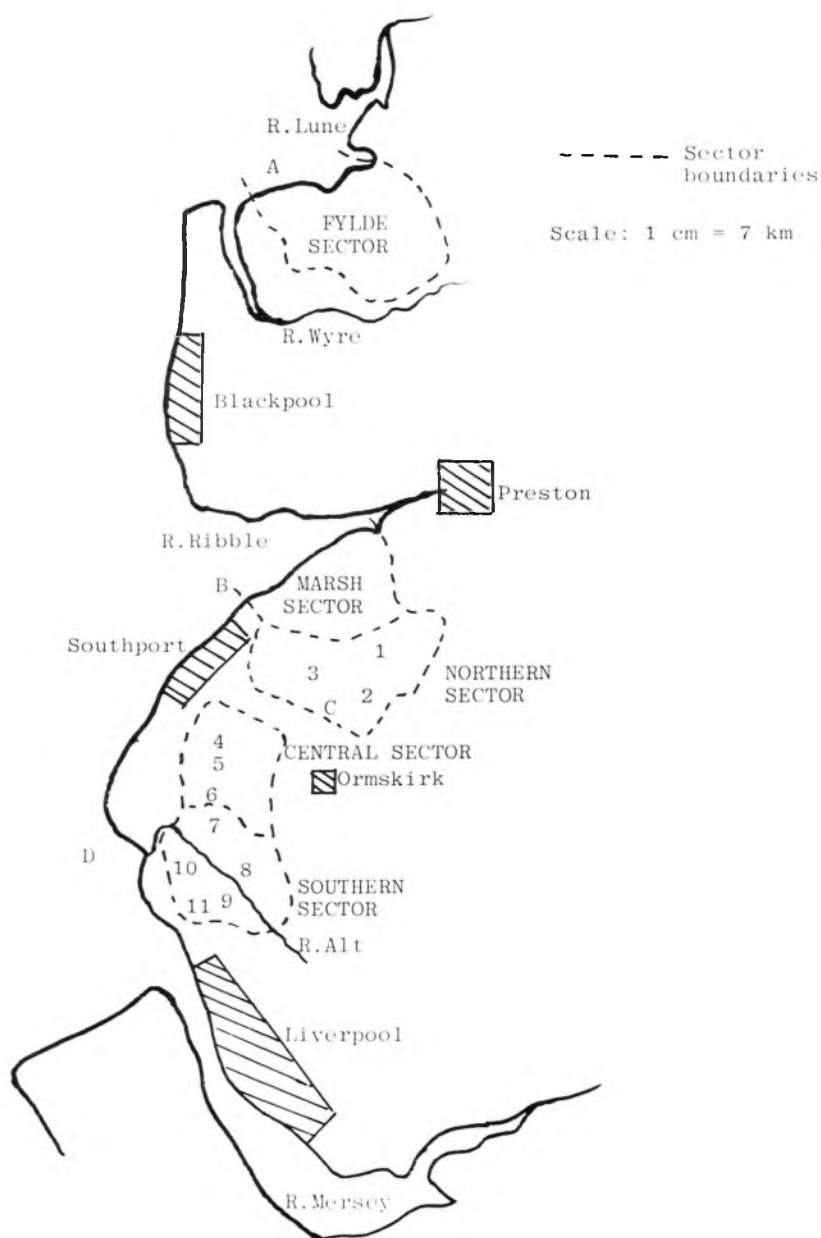 R.Lune
A
Sector
boundaries
FYLDE
SECTOR
Scale: 1 cm = 7 km
R.Wyre
Blackpool
Preston
R.Ribble
B
MARSH
SECTOR
Southport
1
3
2
NORTHERN
SECTOR
C
4
CENTRAL SECTOR
5
Ormskirk
6
7
D
10
8
11
9
SOUTHERN
SECTOR
R.Alt
Liverpool
R.Mersey